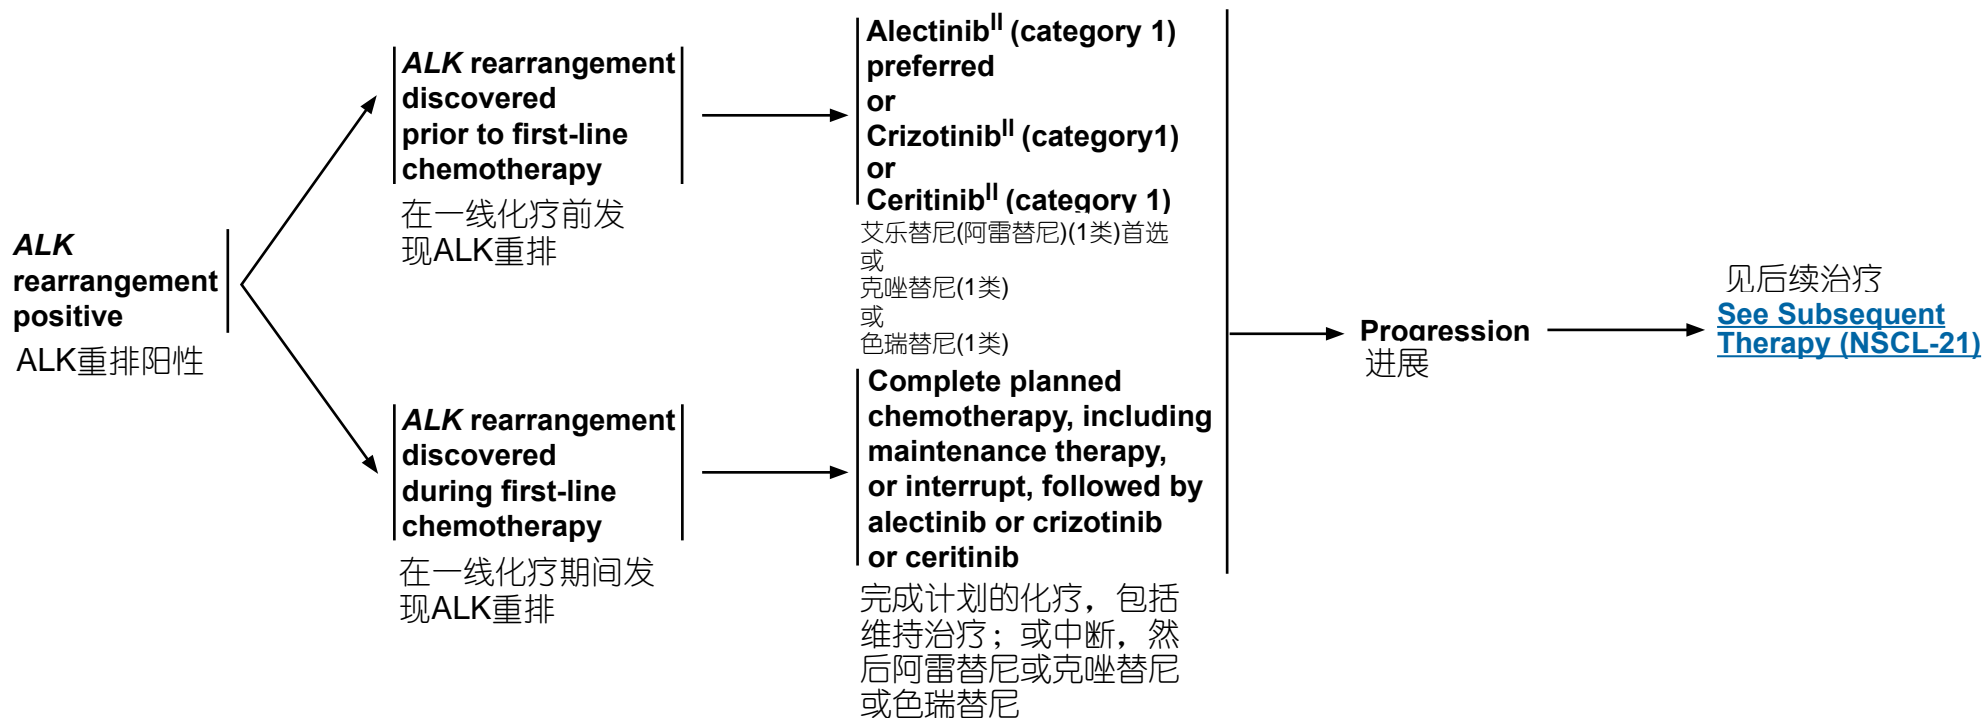 ALK
rearrangement
positive
ALK重排阳性
ALK rearrangement
discovered
prior to first-line
chemotherapy
在一线化疗前发
现ALK重排
ALK rearrangement
discovered
during first-line
chemotherapy
在一线化疗期间发
现ALK重排
Alectinib^II (category 1)
preferred
or
Crizotinib^II (category1)
or
Ceritinib^II (category 1)
艾乐替尼(阿雷替尼)(1类)首选
或
克唑替尼(1类)
或
色瑞替尼(1类)
Complete planned
chemotherapy, including
maintenance therapy,
or interrupt, followed by
alectinib or crizotinib
or ceritinib
完成计划的化疗，包括
维持治疗；或中断，然
后阿雷替尼或克唑替尼
或色瑞替尼
Progression
进展
见后续治疗
See Subsequent
Therapy (NSCL-21)